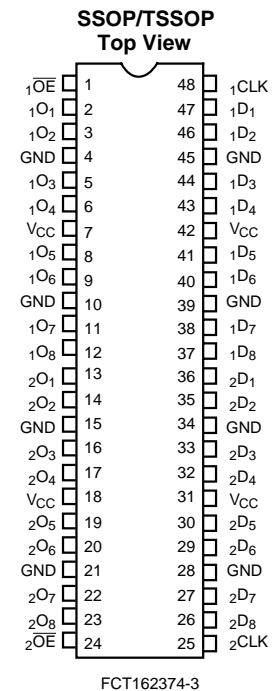 SSOP/TSSOP
Top View
1OE 1 48 1CLK
1O1 2 47 1D1
1O2 3 46 1D2
GND 4 45 GND
1O3 5 44 1D3
1O4 6 43 1D4
VCC 7 42 VCC
1O5 8 41 1D5
1O6 9 40 1D6
GND 10 39 GND
1O7 11 38 1D7
1O8 12 37 1D8
2O1 13 36 2D1
2O2 14 35 2D2
GND 15 34 GND
2O3 16 33 2D3
2O4 17 32 2D4
VCC 18 31 VCC
2O5 19 30 2D5
2O6 20 29 2D6
GND 21 28 GND
2O7 22 27 2D7
2O8 23 26 2D8
2OE 24 25 2CLK
FCT162374-3